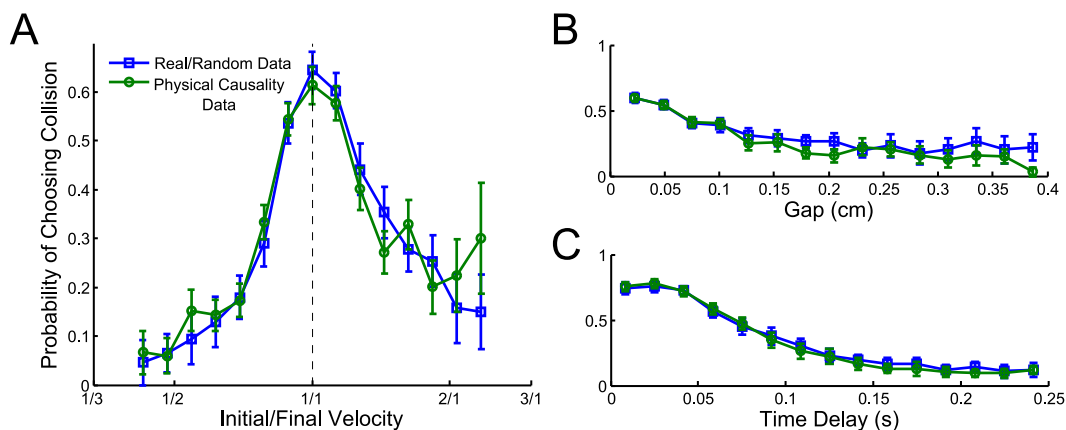 A
Probability of Choosing Collision
0.6
0.5
0.4
0.3
0.2
0.1
0
Real/Random Data
Physical Causality
Data
1/3 1/2 1/1 2/1 3/1
Initial/Final Velocity
B
1
0.5
0
0 0.05 0.1 0.15 0.2 0.25 0.3 0.35 0.4
Gap (cm)
C
1
0.5
0
0 0.05 0.1 0.15 0.2 0.25
Time Delay (s)